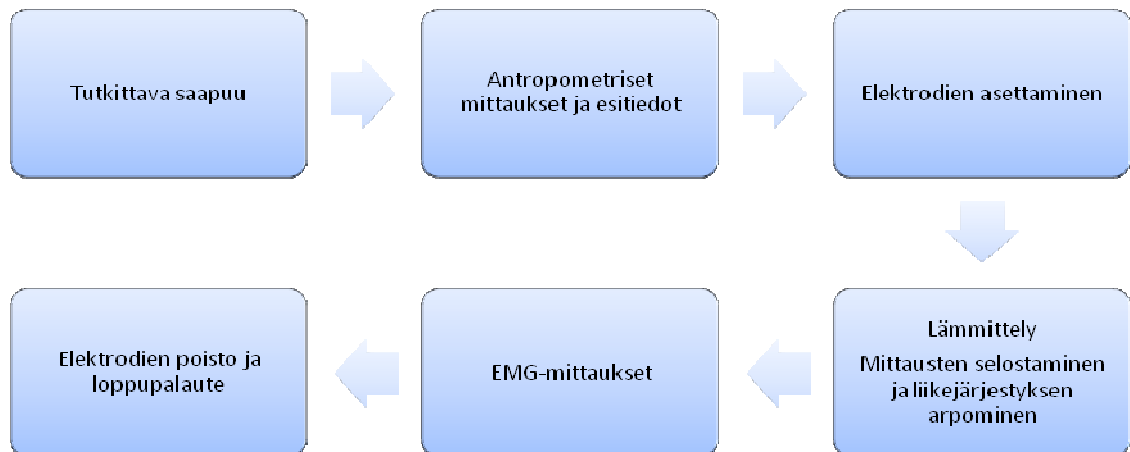 Tutkittava saapuu
Antropometriset
mittaukset ja esitiedot
Elektrodien asettaminen
Lämmittely
Mittausten selostaminen
ja liikejärjestyksen
arpominen
EMG-mittaukset
Elektrodien poisto ja
loppupalaute